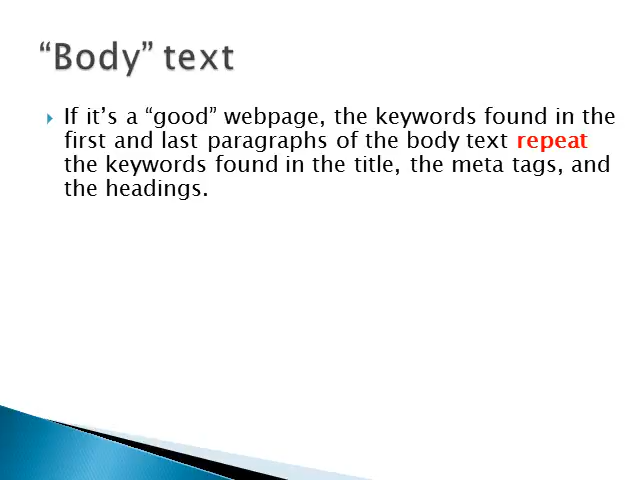 “Body” text
If it’s a “good” webpage, the keywords found in the
first and last paragraphs of the body text repeat
the keywords found in the title, the meta tags, and
the headings.